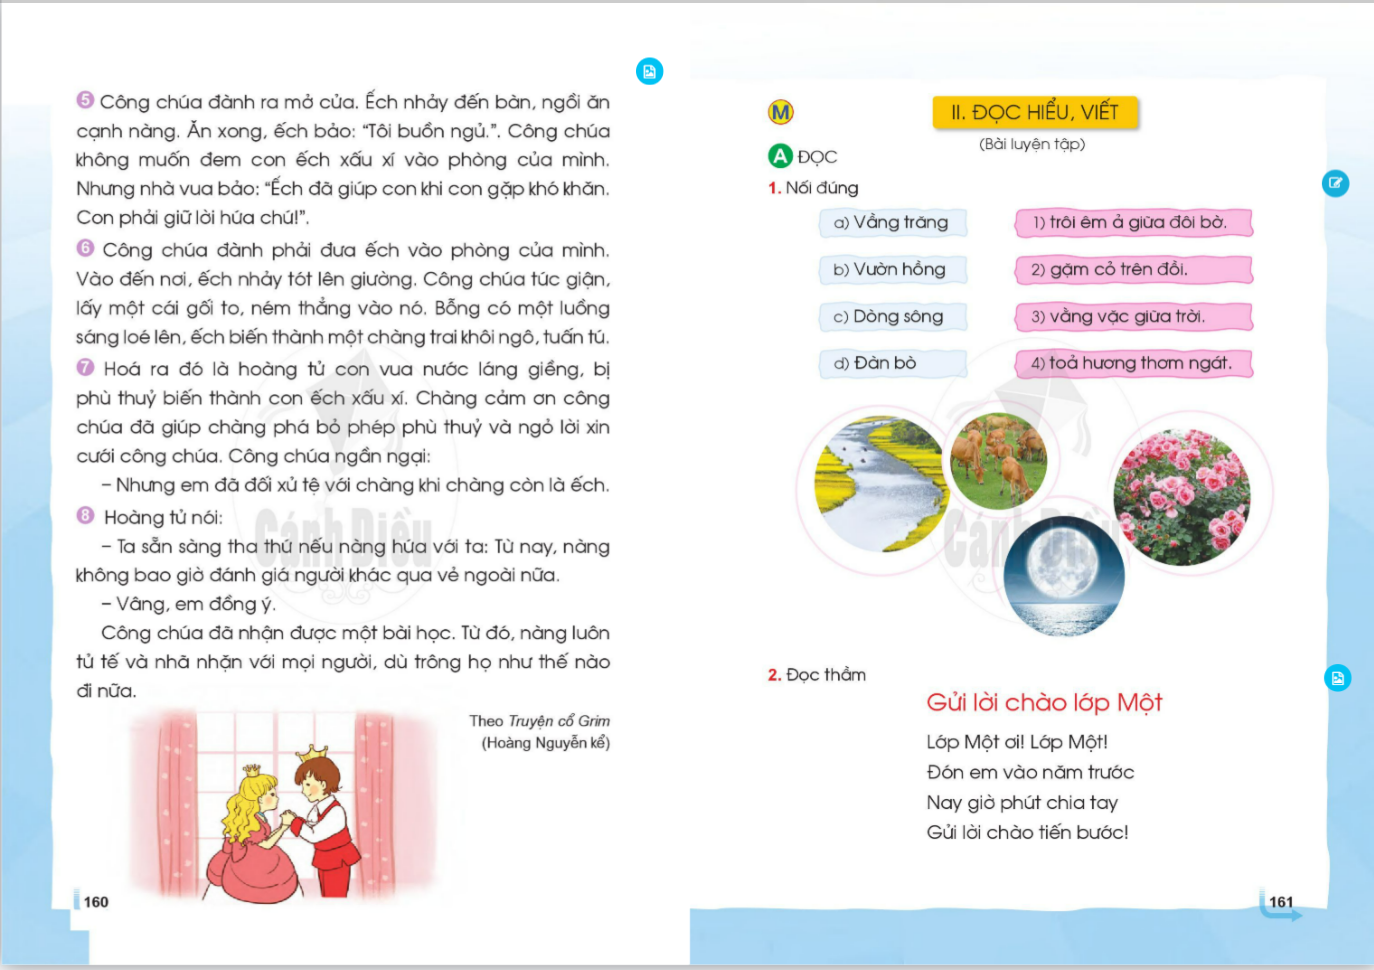 5 Công chúa đành ra mở cửa. Ếch nhảy đến bàn, ngồi ăn
cạnh nàng. Ăn xong, ếch bảo: “Tôi buồn ngủ.”. Công chúa
không muốn đem con ếch xấu xí vào phòng của mình.
Nhưng nhà vua bảo: “Ếch đã giúp con khi con gặp khó khăn.
Con phải giữ lời hứa chứ!”.
6 Công chúa đành phải đưa ếch vào phòng của mình.
Vào đến nơi, ếch nhảy tót lên giường. Công chúa tức giận,
lấy một cái gối to, ném thẳng vào nó. Bỗng có một luồng
sáng loé lên, ếch biến thành một chàng trai khôi ngô, tuấn tú.
7 Hoá ra đó là hoàng tử con vua nước láng giềng, bị
phù thuỷ biến thành con ếch xấu xí. Chàng cảm ơn công
chúa đã giúp chàng phá bỏ phép phù thuỷ và ngỏ lời xin
cưới công chúa. Công chúa ngần ngại:
– Nhưng em đã đối xử tệ với chàng khi chàng còn là ếch.
8 Hoàng tử nói:
– Ta sẵn sàng tha thứ nếu nàng hứa với ta: Từ nay, nàng
không bao giờ đánh giá người khác qua vẻ ngoài nữa.
– Vâng, em đồng ý.
Công chúa đã nhận được một bài học. Từ đó, nàng luôn
tử tế và nhã nhặn với mọi người, dù trông họ như thế nào
đi nữa.
Theo Truyện cổ Grim
(Hoàng Nguyễn kể)
Cánh Diều
160
M
II. ĐỌC HIỂU, VIẾT
(Bài luyện tập)
A ĐỌC
1. Nối đúng
a) Vầng trăng
1) trôi êm ả giữa đôi bờ.
b) Vườn hồng
2) gặm cỏ trên đồi.
c) Dòng sông
3) vằng vặc giữa trời.
d) Đàn bò
4) toả hương thơm ngát.
Cánh Diều
2. Đọc thầm
Gửi lời chào lớp Một
Lớp Một ơi! Lớp Một!
Đón em vào năm trước
Nay giờ phút chia tay
Gửi lời chào tiến bước!
161